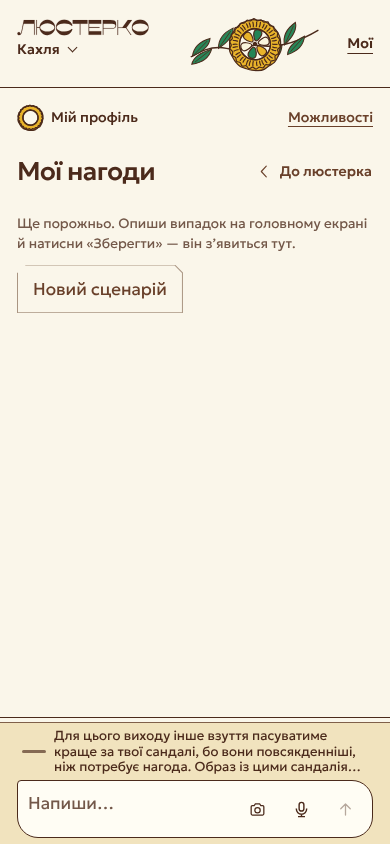 ЛЮСТЕРКО
Кахля
Мої
Мій профіль
Можливості
Мої нагоди
До люстерка
Ще порожньо. Опиши випадок на головному екрані
й натисни «Зберегти» — він з’явиться тут.
Новий сценарій
Для цього виходу інше взуття пасуватиме
краще за твої сандалі, бо вони повсякденніші,
ніж потребує нагода. Образ із цими сандалія…
Напиши…